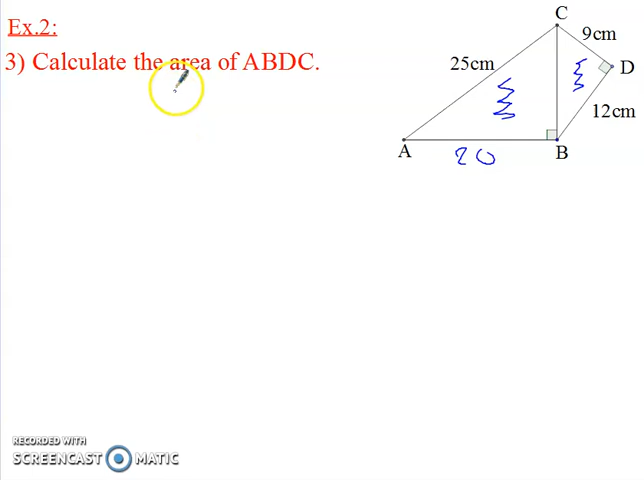 Ex.2:
3) Calculate the area of ABDC.
C
9cm
25cm
D
12cm
A
20
B
RECORDED WITH
SCREENCAST MATIC